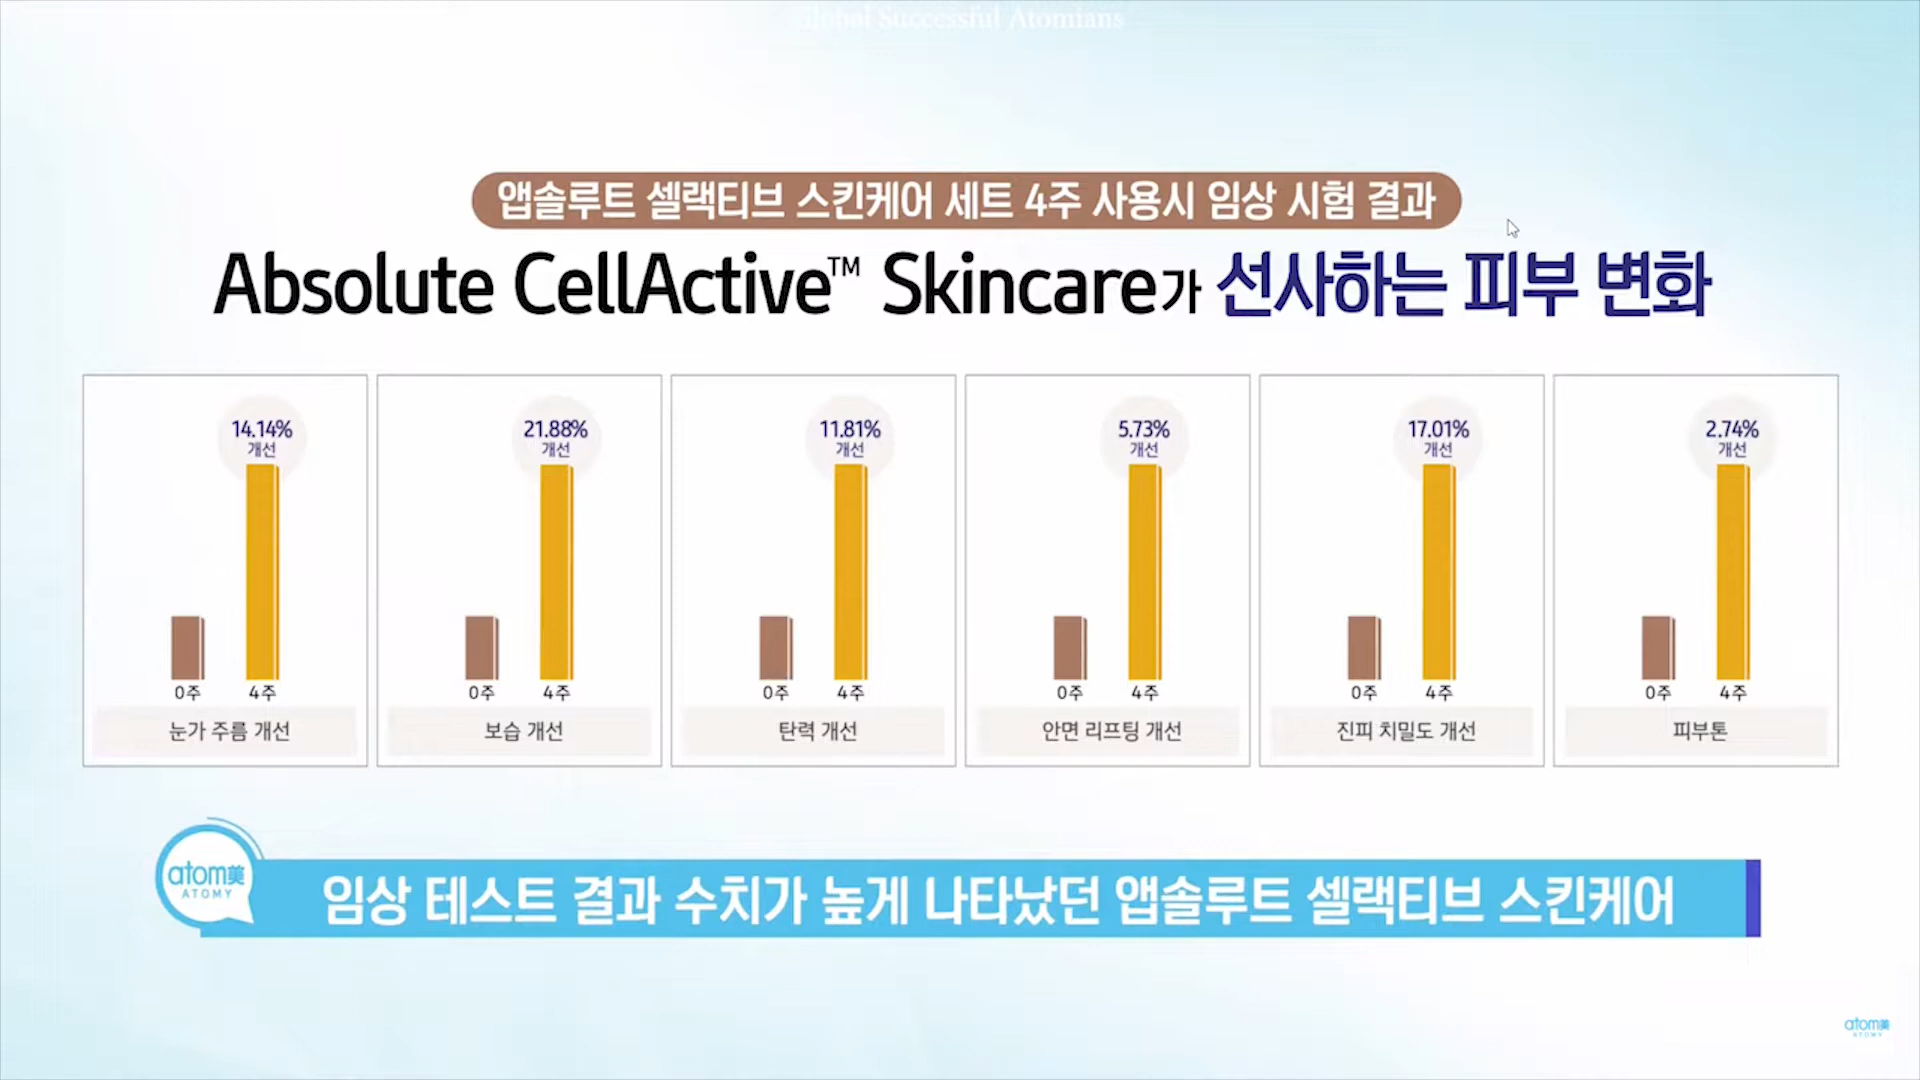 Global Successful Atomians
앱솔루트 셀랙티브 스킨케어 세트 4주 사용시 임상 시험 결과
Absolute CellActive™ Skincare가 선사하는 피부 변화
14.14%
개선
0주 4주
눈가 주름 개선
21.88%
개선
0주 4주
보습 개선
11.81%
개선
0주 4주
탄력 개선
5.73%
개선
0주 4주
안면 리프팅 개선
17.01%
개선
0주 4주
진피 치밀도 개선
2.74%
개선
0주 4주
피부톤
atom美
ATOMY
임상 테스트 결과 수치가 높게 나타났던 앱솔루트 셀랙티브 스킨케어
atom美
ATOMY